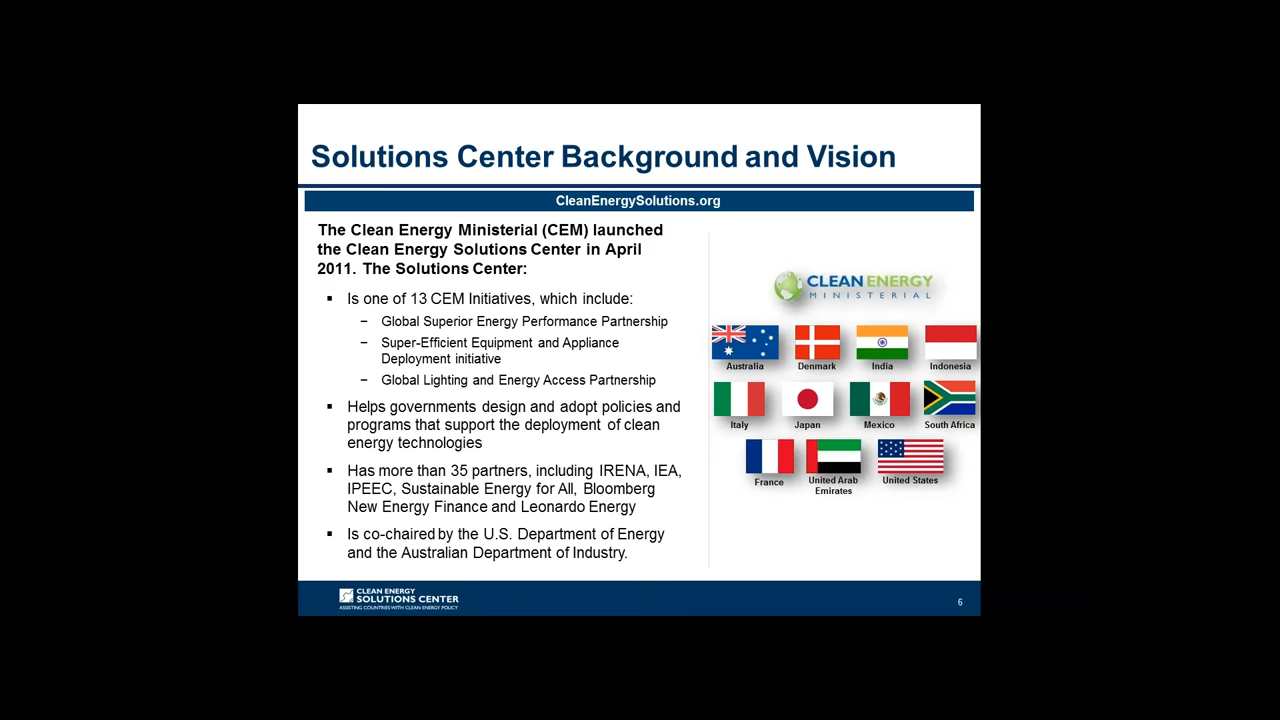 Solutions Center Background and Vision
CleanEnergySolutions.org
The Clean Energy Ministerial (CEM) launched
the Clean Energy Solutions Center in April
2011. The Solutions Center:
▪ Is one of 13 CEM Initiatives, which include:
– Global Superior Energy Performance Partnership
– Super-Efficient Equipment and Appliance
Deployment initiative
– Global Lighting and Energy Access Partnership
▪ Helps governments design and adopt policies and
programs that support the deployment of clean
energy technologies
▪ Has more than 35 partners, including IRENA, IEA,
IPEEC, Sustainable Energy for All, Bloomberg
New Energy Finance and Leonardo Energy
▪ Is co-chaired by the U.S. Department of Energy
and the Australian Department of Industry.
CLEAN ENERGY
MINISTERIAL
Australia Denmark India Indonesia
Italy Japan Mexico South Africa
France United Arab United States
Emirates
CLEAN ENERGY
SOLUTIONS CENTER
ASSISTING COUNTRIES WITH CLEAN ENERGY POLICY
6